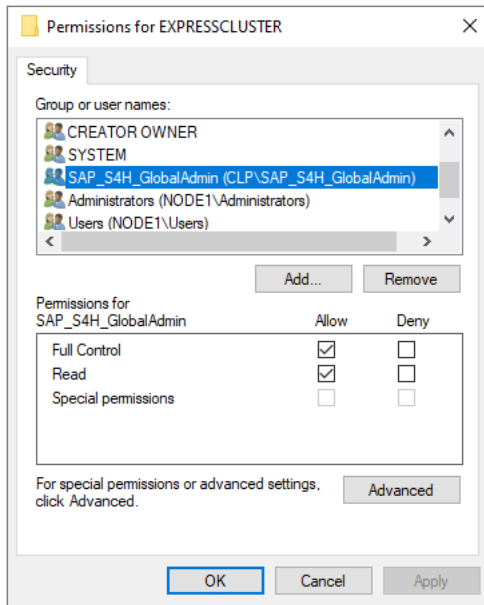 Permissions for EXPRESSCLUSTER
Security
Group or user names:
CREATOR OWNER
SYSTEM
SAP_S4H_GlobalAdmin (CLP\SAP_S4H_GlobalAdmin)
Administrators (NODE1\Administrators)
Users (NODE1\Users)
Add... Remove
Permissions for
SAP_S4H_GlobalAdmin Allow Deny
Full Control
Read
Special permissions
For special permissions or advanced settings,
click Advanced.
Advanced
OK Cancel Apply